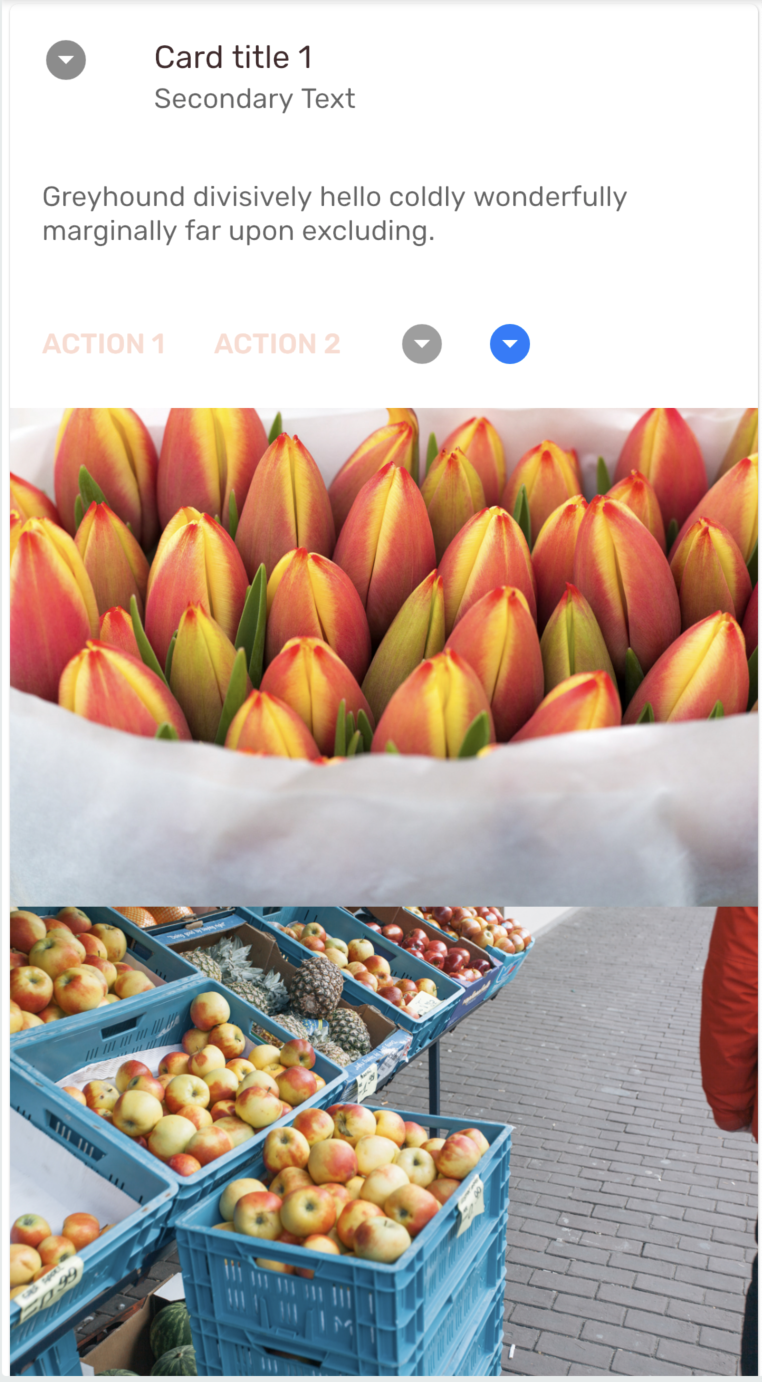 Card title 1
Secondary Text
Greyhound divisively hello coldly wonderfully
marginally far upon excluding.
ACTION 1 ACTION 2